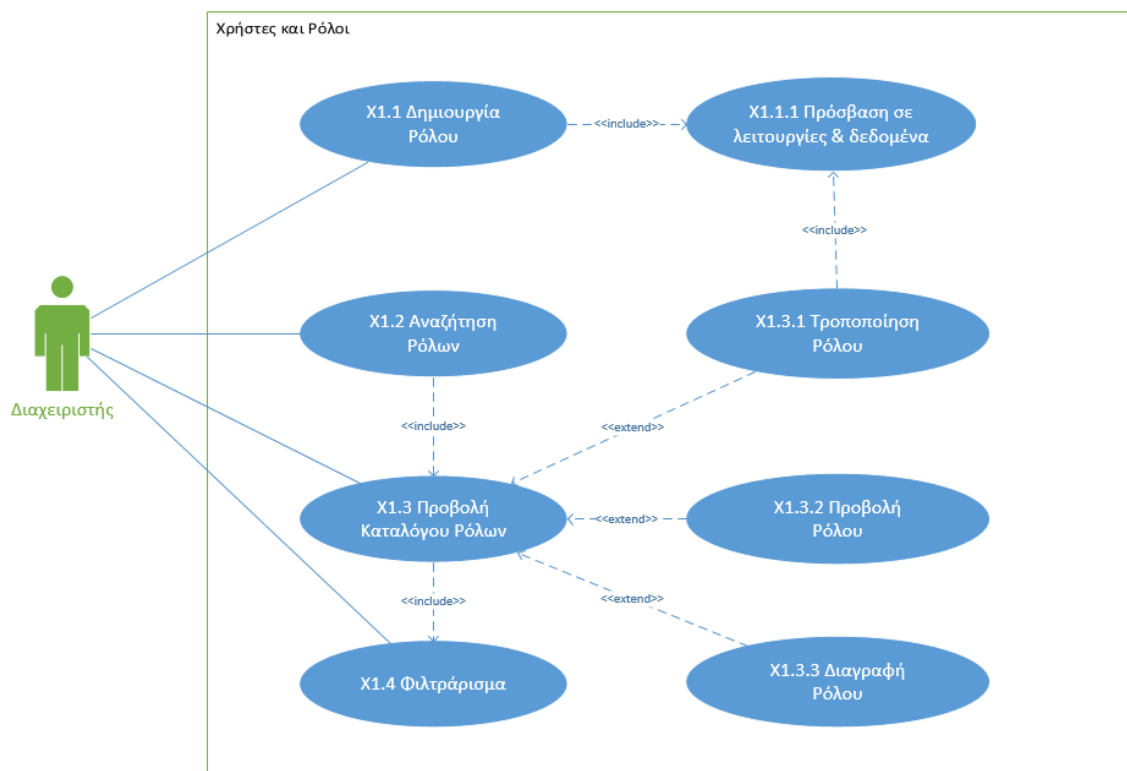 Χρήστες και Ρόλοι
Χ1.1 Δημιουργία
Ρόλου
<<include>>
Χ1.1.1 Πρόσβαση σε
λειτουργίες & δεδομένα
<<include>>
Χ1.2 Αναζήτηση
Ρόλων
Χ1.3.1 Τροποποίηση
Ρόλου
Διαχειριστής
<<include>>
<<extend>>
Χ1.3 Προβολή
Καταλόγου Ρόλων
<<extend>>
Χ1.3.2 Προβολή
Ρόλου
<<include>>
<<extend>>
Χ1.4 Φιλτράρισμα
Χ1.3.3 Διαγραφή
Ρόλου